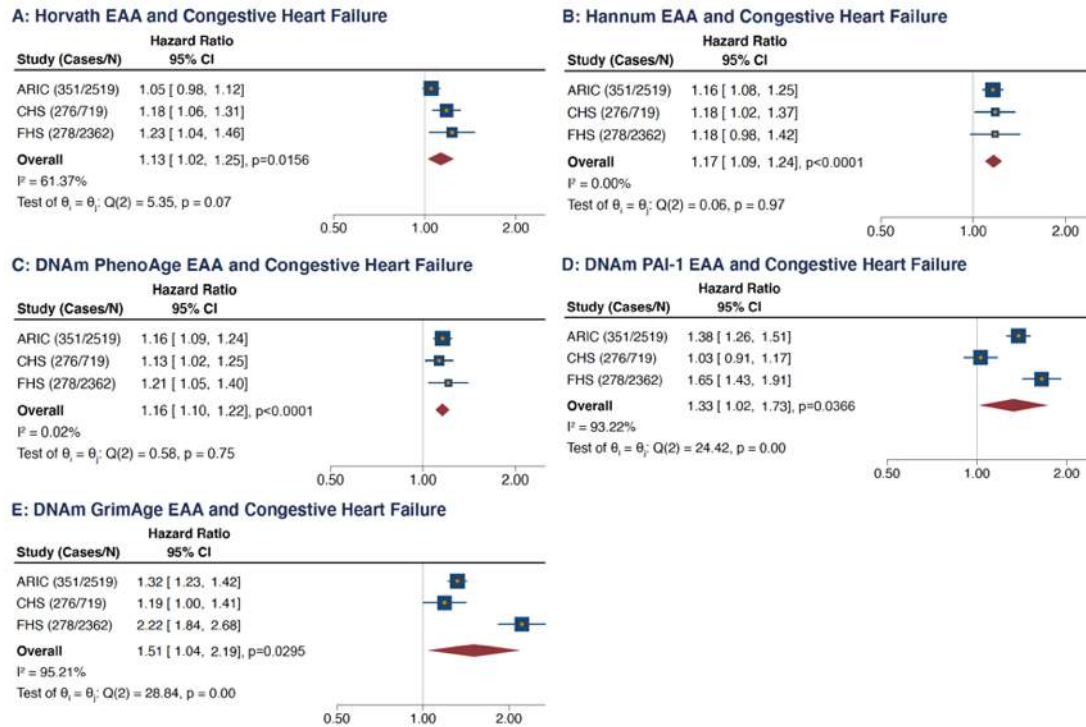 A: Horvath EAA and Congestive Heart Failure
Hazard Ratio
Study (Cases/N) 95% CI
ARIC (351/2519) 1.05 [ 0.98, 1.12]
CHS (276/719) 1.18 [ 1.06, 1.31]
FHS (278/2362) 1.23 [ 1.04, 1.46]
Overall 1.13 [ 1.02, 1.25], p=0.0156
I² = 61.37%
Test of θᵢ = θⱼ: Q(2) = 5.35, p = 0.07
0.50 1.00 2.00
B: Hannum EAA and Congestive Heart Failure
Hazard Ratio
Study (Cases/N) 95% CI
ARIC (351/2519) 1.16 [ 1.08, 1.25]
CHS (276/719) 1.18 [ 1.02, 1.37]
FHS (278/2362) 1.18 [ 0.98, 1.42]
Overall 1.17 [ 1.09, 1.24], p<0.0001
I² = 0.00%
Test of θᵢ = θⱼ: Q(2) = 0.06, p = 0.97
0.50 1.00 2.00
C: DNAm PhenoAge EAA and Congestive Heart Failure
Hazard Ratio
Study (Cases/N) 95% CI
ARIC (351/2519) 1.16 [ 1.09, 1.24]
CHS (276/719) 1.13 [ 1.02, 1.25]
FHS (278/2362) 1.21 [ 1.05, 1.40]
Overall 1.16 [ 1.10, 1.22], p<0.0001
I² = 0.02%
Test of θᵢ = θⱼ: Q(2) = 0.58, p = 0.75
0.50 1.00 2.00
D: DNAm PAI-1 EAA and Congestive Heart Failure
Hazard Ratio
Study (Cases/N) 95% CI
ARIC (351/2519) 1.38 [ 1.26, 1.51]
CHS (276/719) 1.03 [ 0.91, 1.17]
FHS (278/2362) 1.65 [ 1.43, 1.91]
Overall 1.33 [ 1.02, 1.73], p=0.0366
I² = 93.22%
Test of θᵢ = θⱼ: Q(2) = 24.42, p = 0.00
0.50 1.00 2.00
E: DNAm GrimAge EAA and Congestive Heart Failure
Hazard Ratio
Study (Cases/N) 95% CI
ARIC (351/2519) 1.32 [ 1.23, 1.42]
CHS (276/719) 1.19 [ 1.00, 1.41]
FHS (278/2362) 2.22 [ 1.84, 2.68]
Overall 1.51 [ 1.04, 2.19], p=0.0295
I² = 95.21%
Test of θᵢ = θⱼ: Q(2) = 28.84, p = 0.00
0.50 1.00 2.00